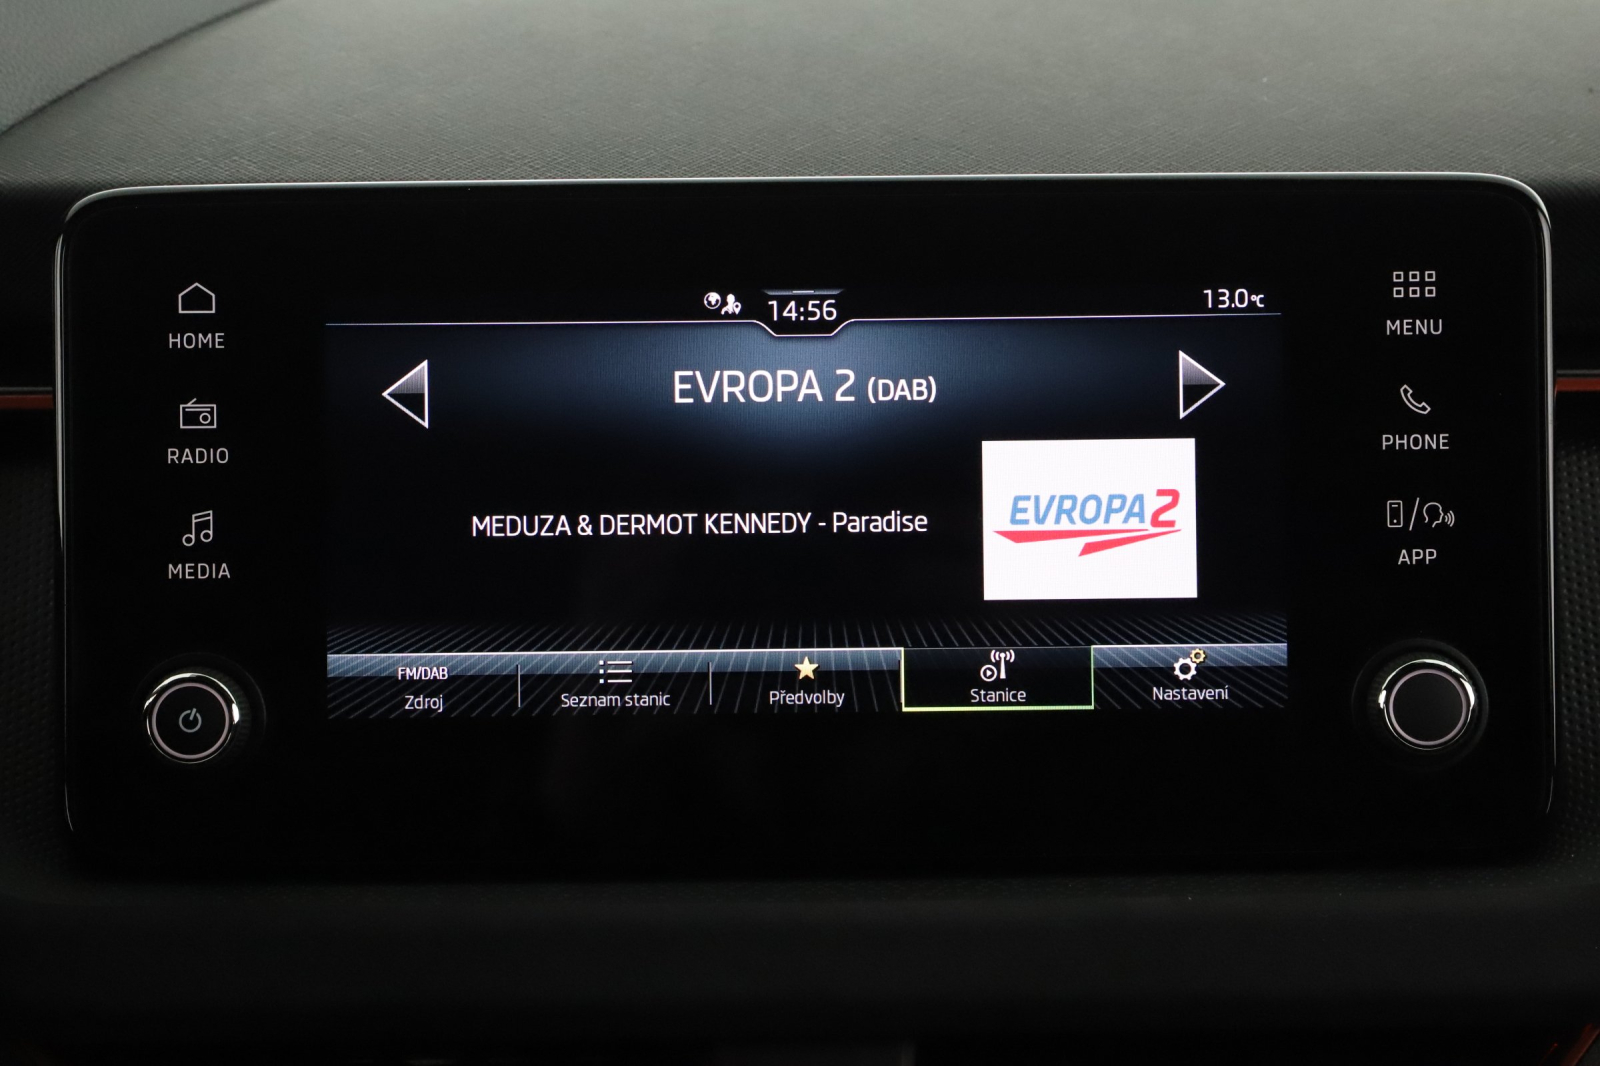 14:56
13.0°C
HOME
MENU
EVROPA 2 (DAB)
RADIO
PHONE
MEDUZA & DERMOT KENNEDY - Paradise
EVROPA 2
MEDIA
APP
FM/DAB
Zdroj
Seznam stanic
Předvolby
Stanice
Nastavení